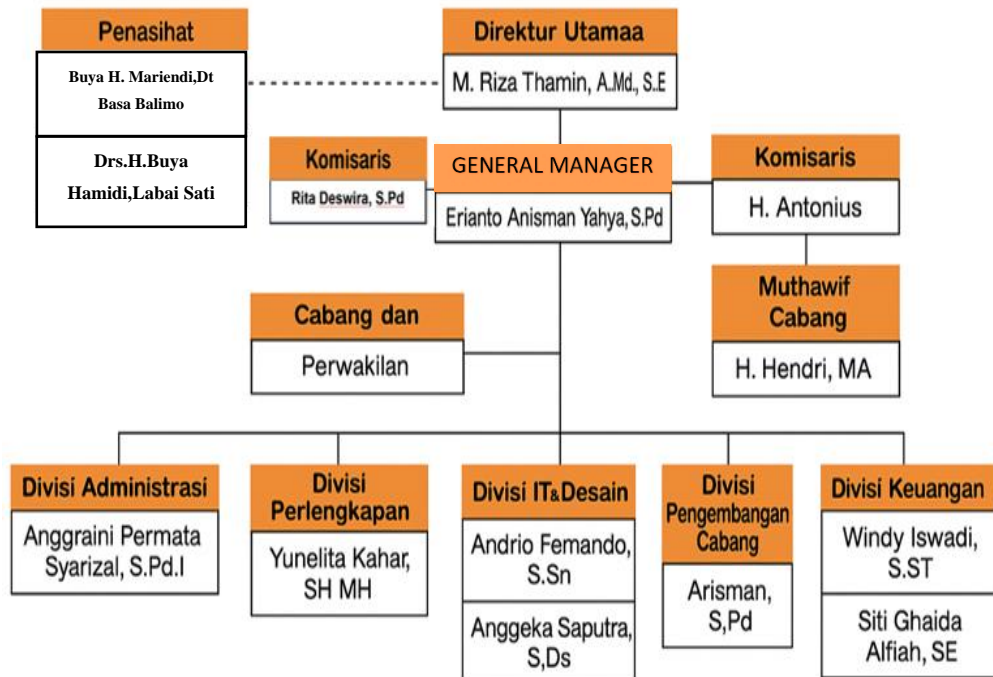 Penasihat
Buya H. Mariendi,Dt
Basa Balimo
Drs.H.Buya
Hamidi,Labai Sati
Direktur Utamaa
M. Riza Thamin, A.Md., S.E
Komisaris
Rita Deswira, S.Pd
GENERAL MANAGER
Erianto Anisman Yahya, S.Pd
Komisaris
H. Antonius
Muthawif
Cabang
H. Hendri, MA
Cabang dan
Perwakilan
Divisi Administrasi
Anggraini Permata
Syarizal, S.Pd.I
Divisi
Perlengkapan
Yunelita Kahar,
SH MH
Divisi IT&Desain
Andrio Femando,
S.Sn
Anggeka Saputra,
S,Ds
Divisi
Pengembangan
Cabang
Arisman,
S,Pd
Divisi Keuangan
Windy Iswadi,
S.ST
Siti Ghaida
Alfiah, SE